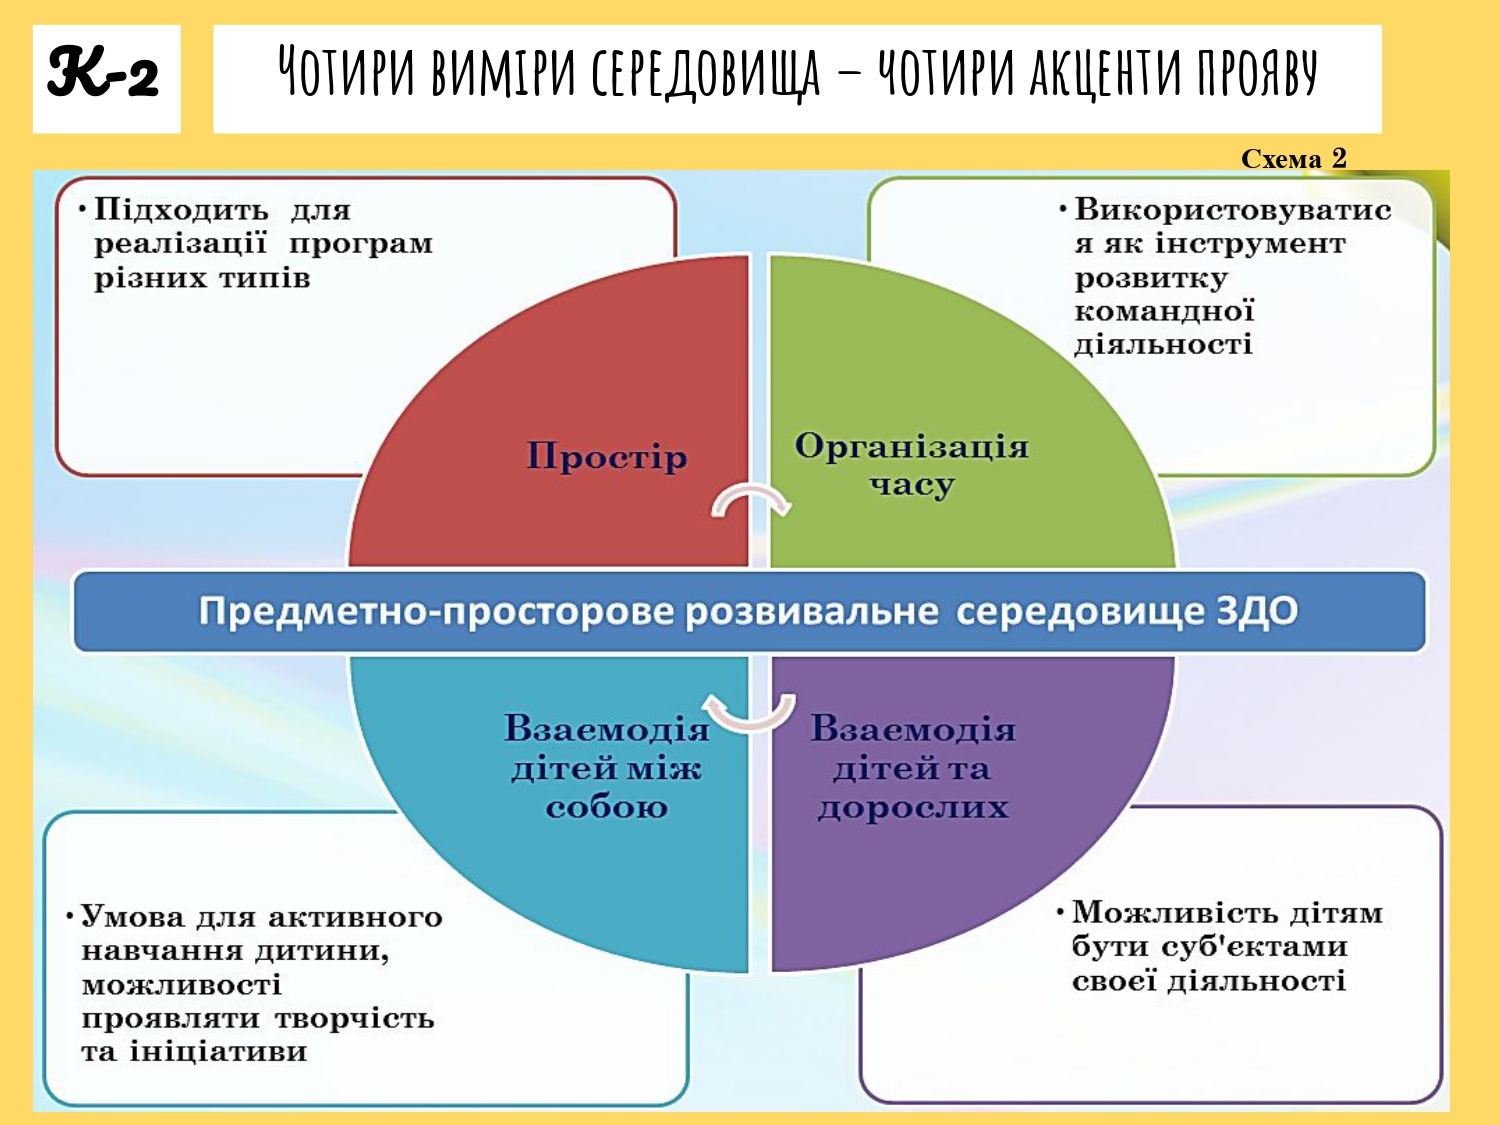 K-2
Чотири виміри середовища – чотири акценти прояву
Схема 2
• Підходить для
реалізації програм
різних типів
• Використовуватис
я як інструмент
розвитку
командної
діяльності
Простір
Організація
часу
Предметно-просторове розвивальне середовище ЗДО
Взаємодія
дітей між
собою
Взаємодія
дітей та
дорослих
• Умова для активного
навчання дитини,
можливості
проявляти творчість
та ініціативи
• Можливість дітям
бути суб'єктами
своєї діяльності